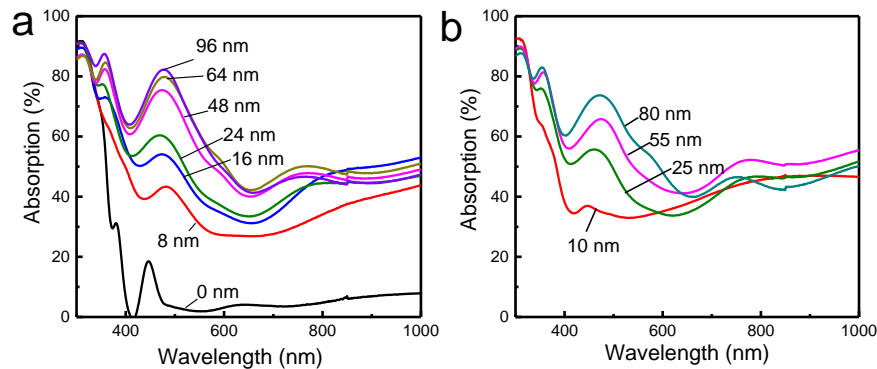 a
Absorption (%)
100
80
60
40
20
0
96 nm
64 nm
48 nm
24 nm
16 nm
8 nm
0 nm
400
600
800
1000
Wavelength (nm)
b
Absorption (%)
100
80
60
40
20
0
80 nm
55 nm
25 nm
10 nm
400
600
800
1000
Wavelength (nm)